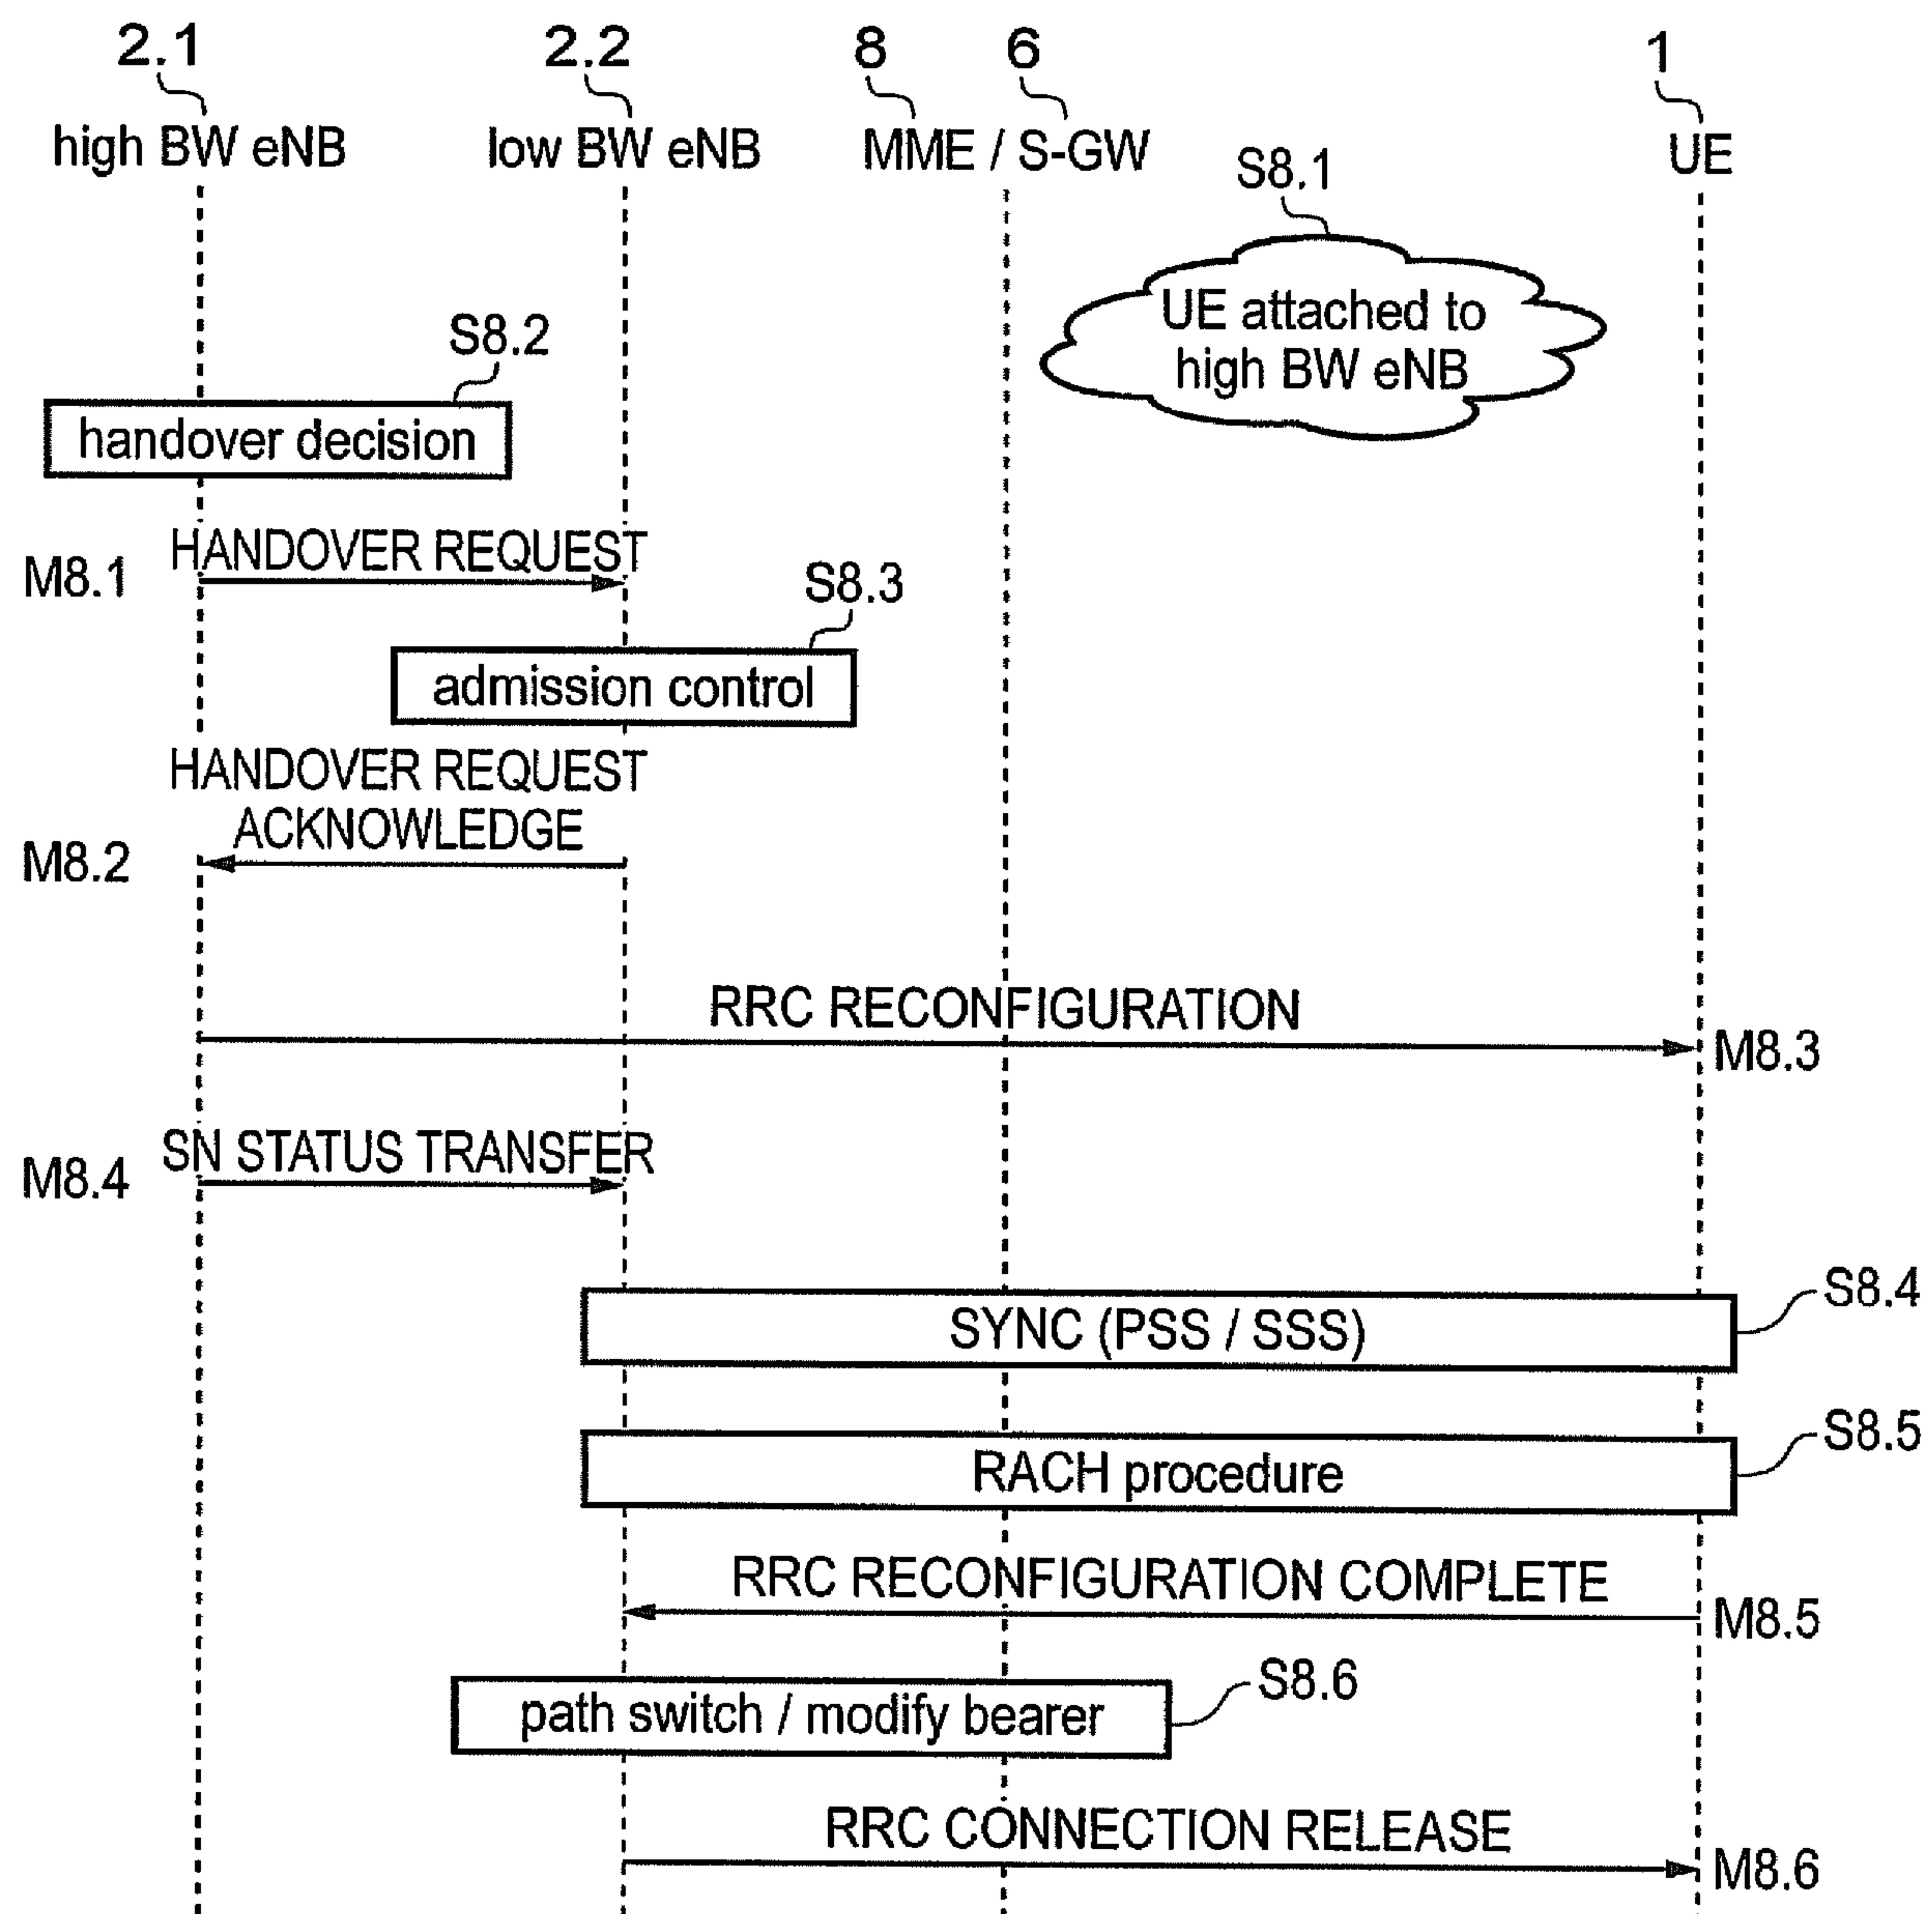 2.1
2.2
8
6
1
high BW eNB
low BW eNB
MME / S-GW
UE
S8.1
UE attached to
high BW eNB
S8.2
handover decision
HANDOVER REQUEST
M8.1
S8.3
admission control
HANDOVER REQUEST
ACKNOWLEDGE
M8.2
RRC RECONFIGURATION
M8.3
SN STATUS TRANSFER
M8.4
SYNC (PSS / SSS)
S8.4
RACH procedure
S8.5
RRC RECONFIGURATION COMPLETE
M8.5
path switch / modify bearer
S8.6
RRC CONNECTION RELEASE
M8.6